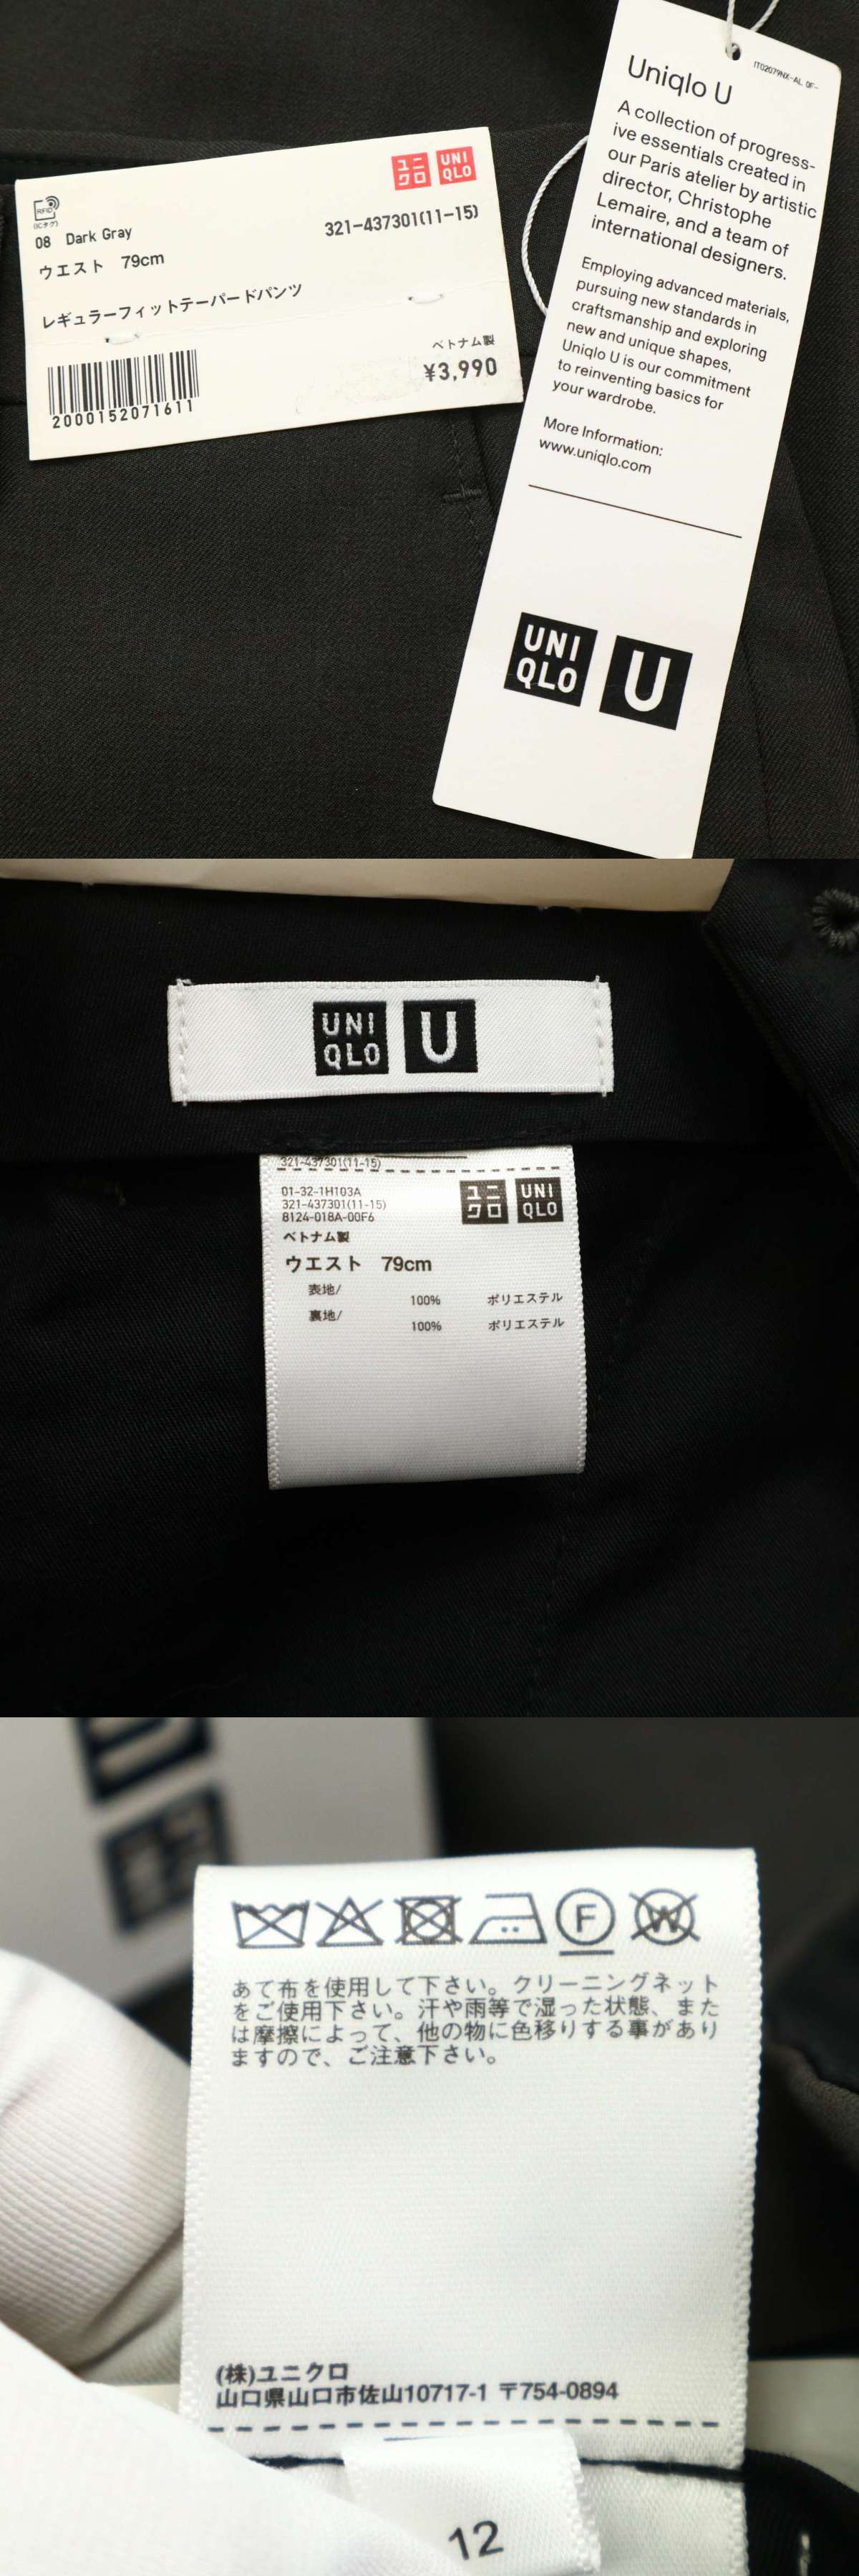 ユニ
クロ
UNI
QLO
RFID
(ICタグ)
08 Dark Gray
321-437301(11-15)
ウエスト 79cm
レギュラーフィットテーパードパンツ
ベトナム製
¥3,990
2000152071611
Uniqlo U
A collection of progress-
ive essentials created in
our Paris atelier by artistic
director, Christophe
Lemaire, and a team of
international designers.
Employing advanced materials,
pursuing new standards in
craftsmanship and exploring
new and unique shapes,
Uniqlo U is our commitment
to reinventing basics for
your wardrobe.
More Information:
www.uniqlo.com
UNI
QLO
U
UNI
QLO
U
321-437301(11-15)
01-32-1H103A
321-437301(11-15)
8124-018A-00F6
ユニ
クロ
UNI
QLO
ベトナム製
ウエスト 79cm
表地/
100% ポリエステル
裏地/
100% ポリエステル
F
W
あて布を使用して下さい。クリーニングネット
をご使用下さい。汗や雨等で湿った状態、また
は摩擦によって、他の物に色移りする事があり
ますので、ご注意下さい。
(株)ユニクロ
山口県山口市佐山10717-1 〒754-0894
12